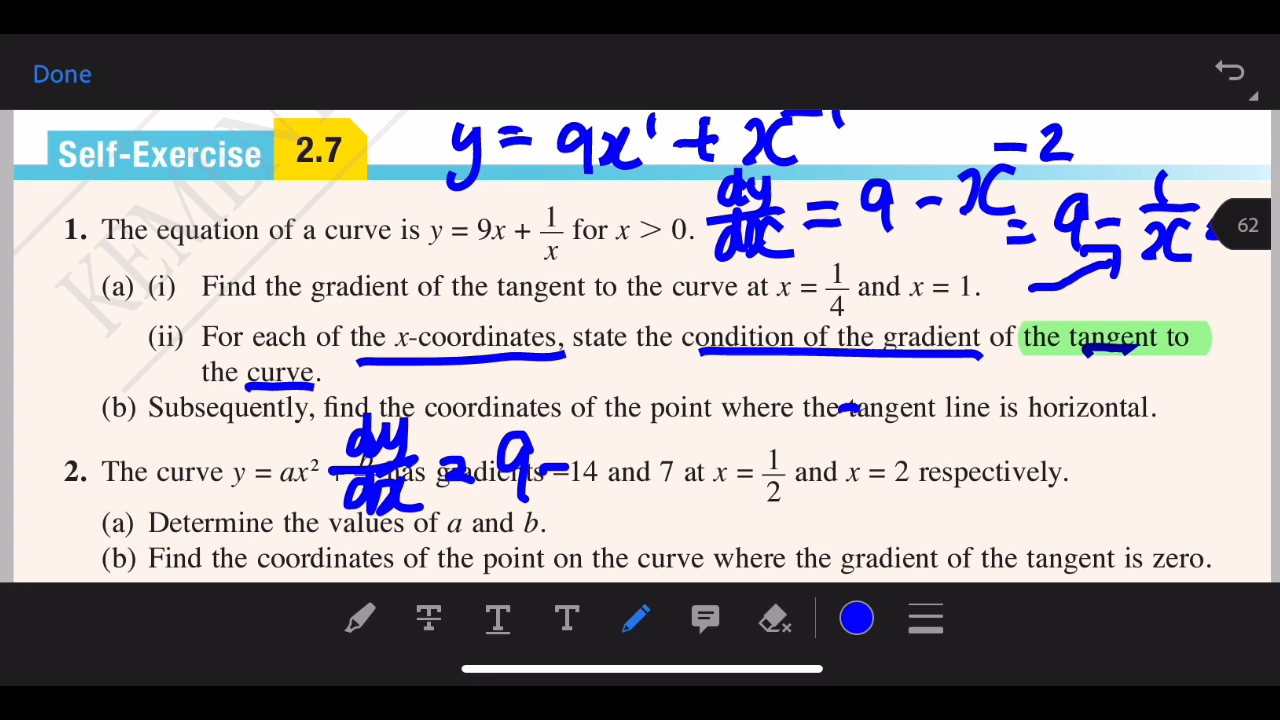 Done
y = 9x¹ + x⁻¹
Self-Exercise 2.7
dy/dx = 9 - x⁻² = 9 - 1/x
62
1. The equation of a curve is y = 9x + 1/x for x > 0.
(a) (i) Find the gradient of the tangent to the curve at x = 1/4 and x = 1.
(ii) For each of the x-coordinates, state the condition of the gradient of the tangent to
the curve.
(b) Subsequently, find the coordinates of the point where the tangent line is horizontal.
dy/dx = 9 -
2. The curve y = ax² + has gradients –14 and 7 at x = 1/2 and x = 2 respectively.
(a) Determine the values of a and b.
(b) Find the coordinates of the point on the curve where the gradient of the tangent is zero.